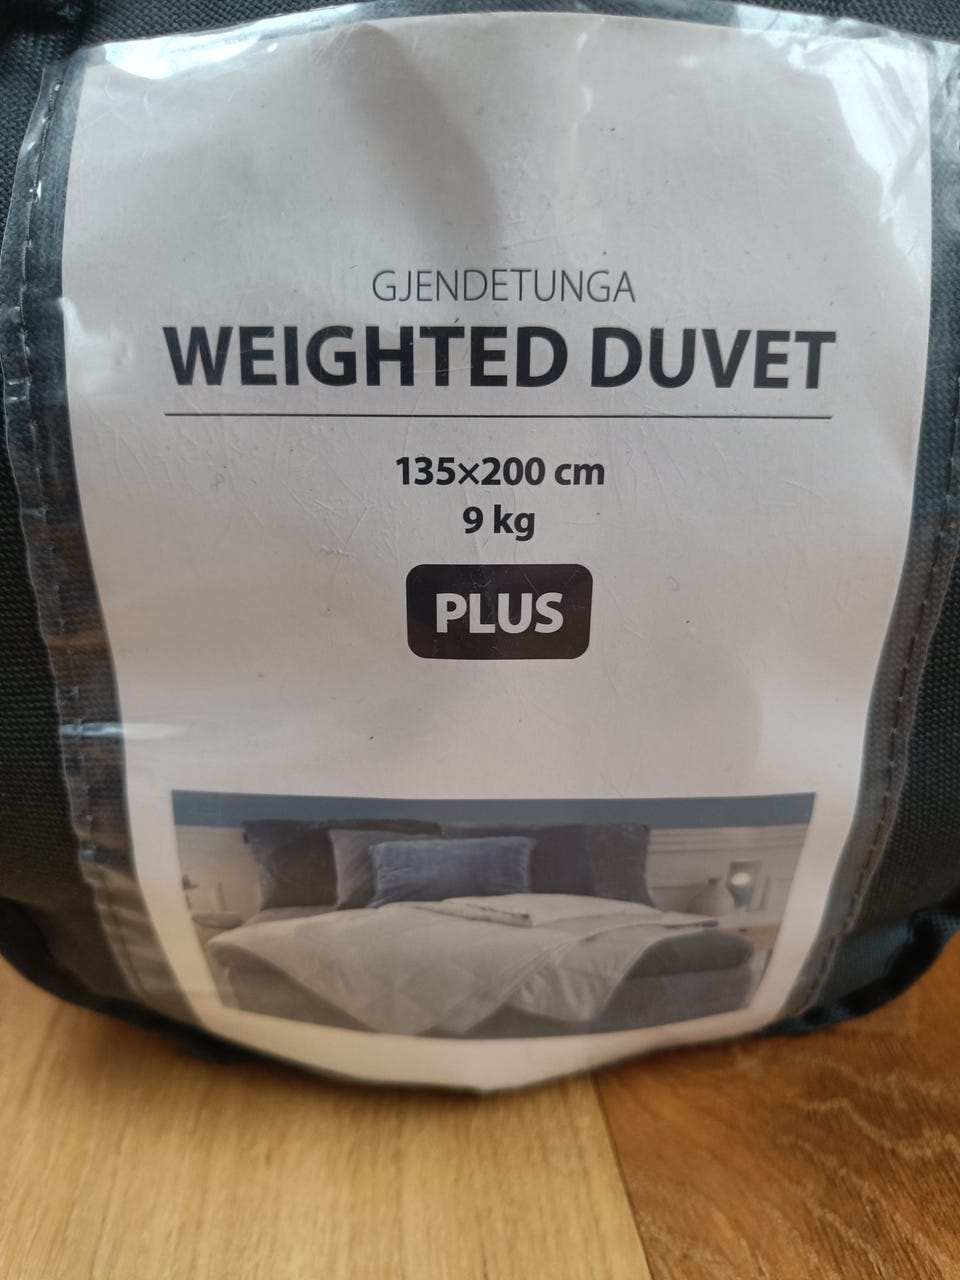 GJENDETUNGA
WEIGHTED DUVET
135×200 cm
9 kg
PLUS